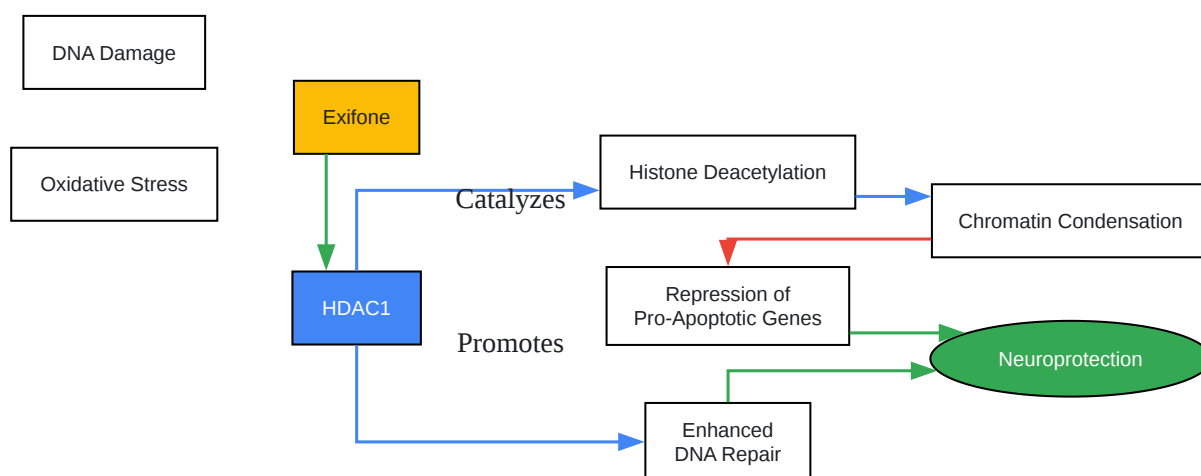 DNA Damage
Exifone
Oxidative Stress
Histone Deacetylation
Catalyzes
Chromatin Condensation
HDAC1
Repression of
Pro-Apoptotic Genes
Promotes
Neuroprotection
Enhanced
DNA Repair